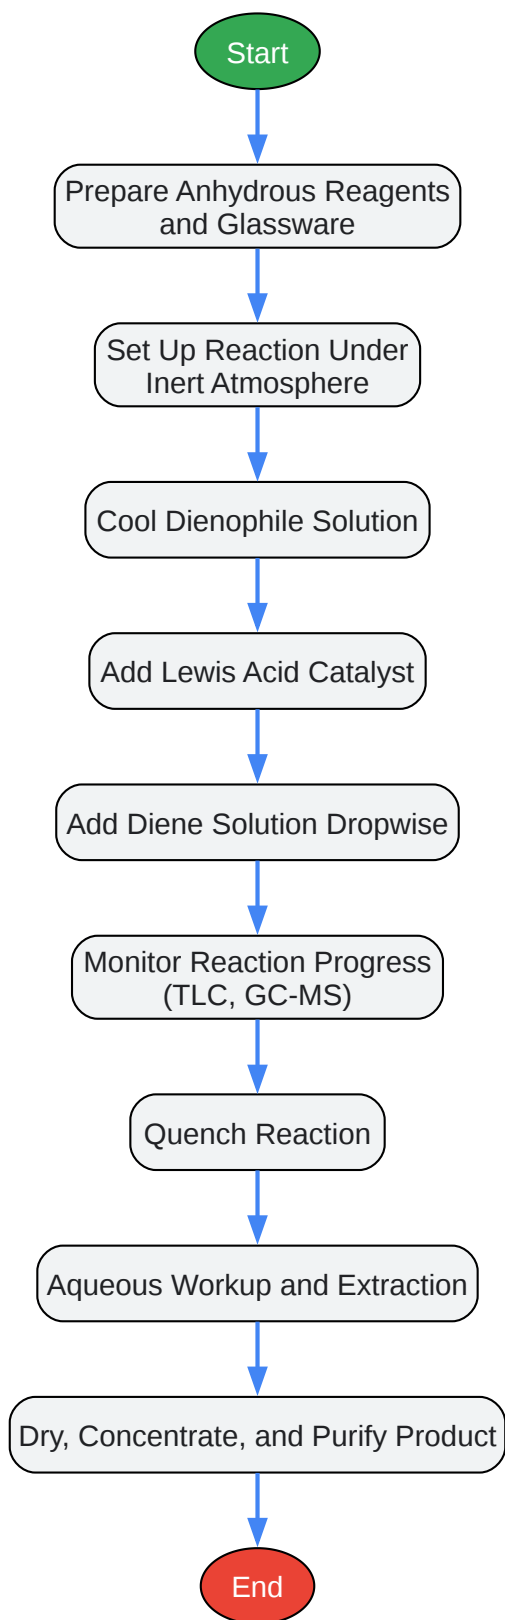 Start
Prepare Anhydrous Reagents
and Glassware
Set Up Reaction Under
Inert Atmosphere
Cool Dienophile Solution
Add Lewis Acid Catalyst
Add Diene Solution Dropwise
Monitor Reaction Progress
(TLC, GC-MS)
Quench Reaction
Aqueous Workup and Extraction
Dry, Concentrate, and Purify Product
End